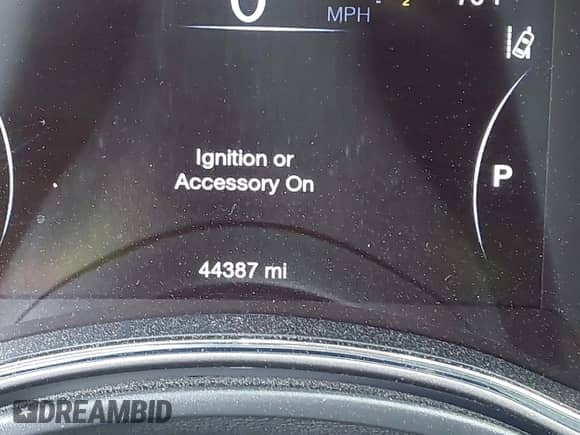 MPH
Ignition or
Accessory On
P
44387 mi
DREAMBID